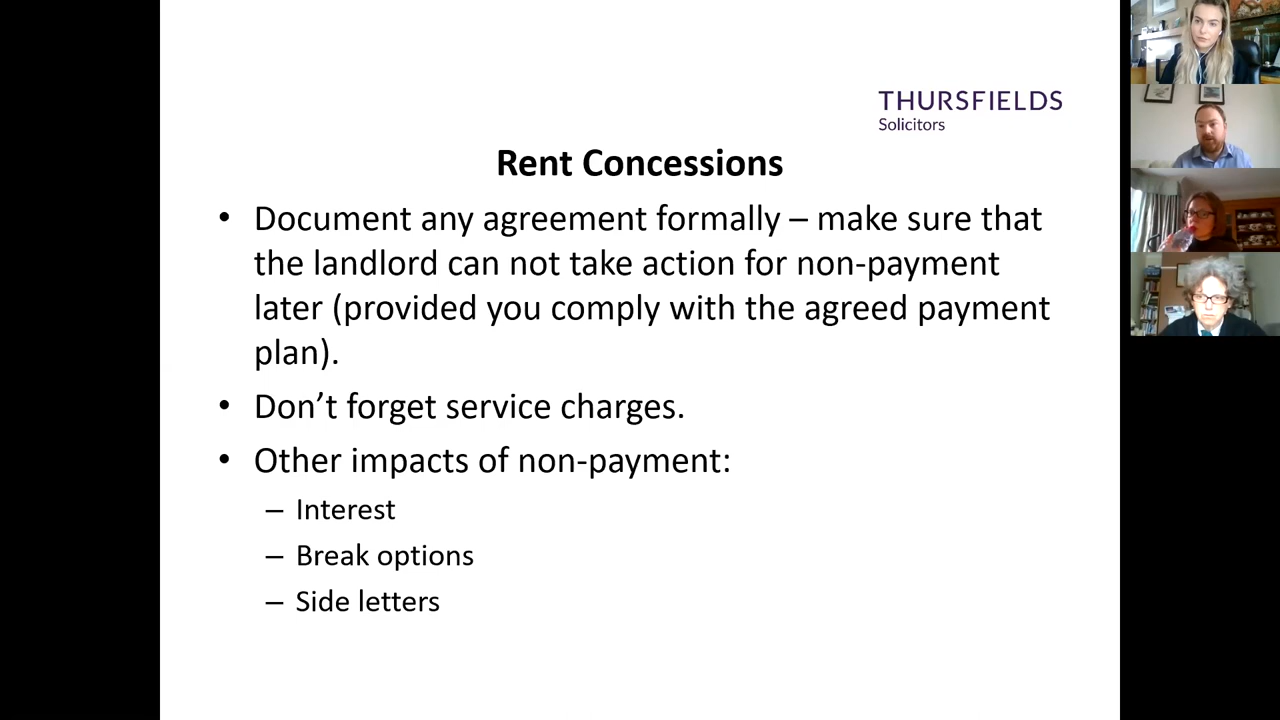 THURSFIELDS
Solicitors
Rent Concessions
• Document any agreement formally – make sure that
the landlord can not take action for non-payment
later (provided you comply with the agreed payment
plan).
• Don’t forget service charges.
• Other impacts of non-payment:
– Interest
– Break options
– Side letters